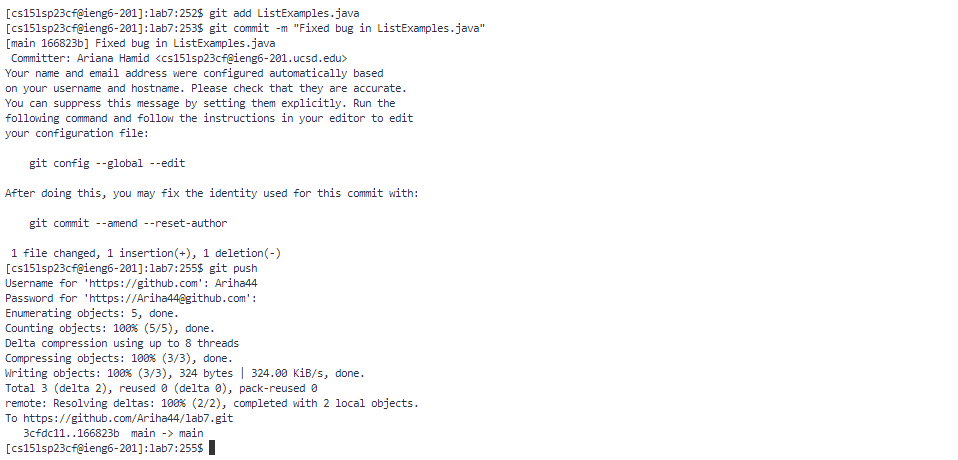 [cs15lsp23cf@ieng6-201]:lab7:252$ git add ListExamples.java
[cs15lsp23cf@ieng6-201]:lab7:253$ git commit -m "Fixed bug in ListExamples.java"
[main 166823b] Fixed bug in ListExamples.java
 Committer: Ariana Hamid <cs15lsp23cf@ieng6-201.ucsd.edu>
Your name and email address were configured automatically based
on your username and hostname. Please check that they are accurate.
You can suppress this message by setting them explicitly. Run the
following command and follow the instructions in your editor to edit
your configuration file:

    git config --global --edit

After doing this, you may fix the identity used for this commit with:

    git commit --amend --reset-author

 1 file changed, 1 insertion(+), 1 deletion(-)
[cs15lsp23cf@ieng6-201]:lab7:255$ git push
Username for 'https://github.com': Ariha44
Password for 'https://Ariha44@github.com':
Enumerating objects: 5, done.
Counting objects: 100% (5/5), done.
Delta compression using up to 8 threads
Compressing objects: 100% (3/3), done.
Writing objects: 100% (3/3), 324 bytes | 324.00 KiB/s, done.
Total 3 (delta 2), reused 0 (delta 0), pack-reused 0
remote: Resolving deltas: 100% (2/2), completed with 2 local objects.
To https://github.com/Ariha44/lab7.git
   3cfdc11..166823b  main -> main
[cs15lsp23cf@ieng6-201]:lab7:255$